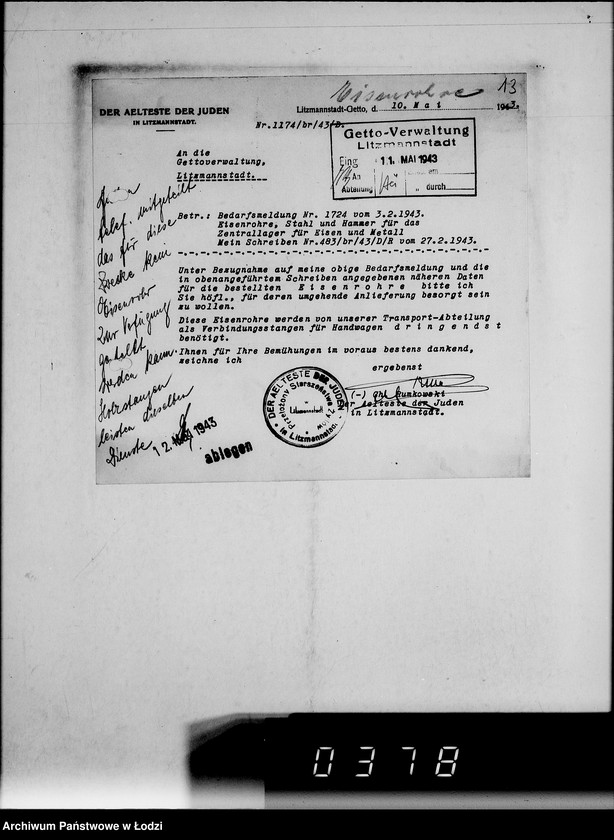 Eisenrohre 13
DER AELTESTE DER JUDEN
IN LITZMANNSTADT.
Litzmannstadt-Getto, d. 10. Mai 1943.
Nr.1174/br/43/D.
Getto-Verwaltung
Litzmannstadt
Eing 11. MAI 1943
An
Abteilung
durch
An die
Gettoverwaltung,
Litzmannstadt.
Betr.: Bedarfsmeldung Nr. 1724 vom 3.2.1943.
Eisenrohre, Stahl und Hammer für das
Zentrallager für Eisen und Metall
Mein Schreiben Nr.483/br/43/D/R vom 27.2.1943.
Unter Bezugnahme auf meine obige Bedarfsmeldung und die
in obenangeführtem Schreiben angegebenen näheren Daten
für die bestellten E i s e n r o h r e bitte ich
Sie höfl., für deren umgehende Anlieferung besorgt sein
zu wollen.
Diese Eisenrohre werden von unserer Transport-Abteilung
als Verbindungsstangen für Handwagen d r i n g e n d s t
benötigt.
Ihnen für Ihre Bemühungen im voraus bestens dankend,
zeichne ich
ergebenst
(-) Ch. Rumkowski
Der Aelteste der Juden
in Litzmannstadt.
telef. mitgeteilt
das für diese
Zwecke kein
Eisenrohr
zur Verfügung
gestellt
werden kann.
Holzstangen
leisten dieselben
Dienste
12. MAI 1943
ablegen
DER AELTESTE DER JUDEN
in Litzmannstadt
Przełożony Starszeństwa Żydów
w
Litzmannstadt
0378
Archiwum Państwowe w Łodzi